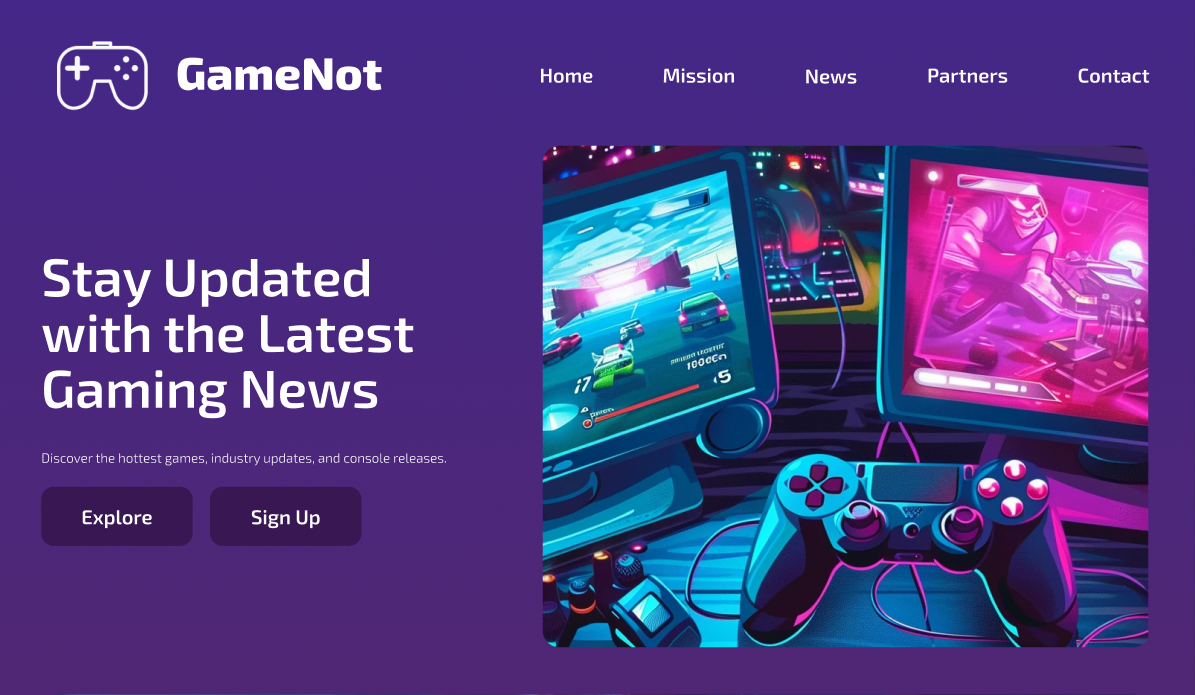 GameNot
Home
Mission
News
Partners
Contact
Stay Updated
with the Latest
Gaming News
Discover the hottest games, industry updates, and console releases.
Explore
Sign Up